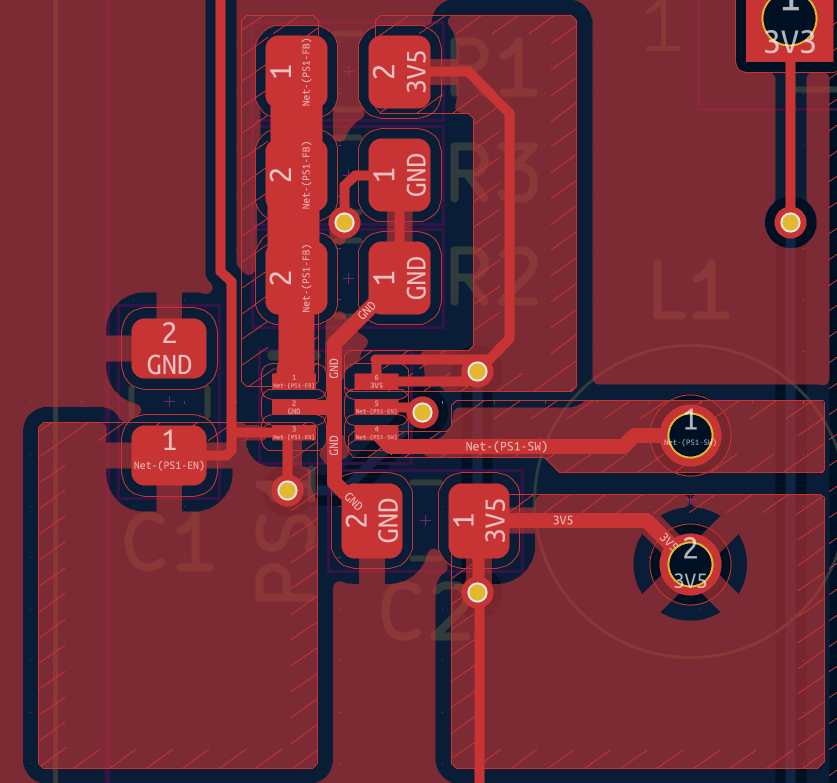 1
3V3
1
Net-(PS1-FB)
2
3V5
R1
1
2
Net-(PS1-FB)
1
GND
R3
2
Net-(PS1-FB)
1
GND
R2
L1
GND
2
GND
GND
1
Net-(PS1-FB)
6
3V5
2
GND
5
Net-(PS1-EN)
3
Net-(PS1-EN)
4
Net-(PS1-SW)
1
Net-(PS1-EN)
GND
Net-(PS1-SW)
1
Net-(PS1-SW)
C1
PS1
GND
2
GND
1
3V5
3V5
3V5
2
3V5
C2